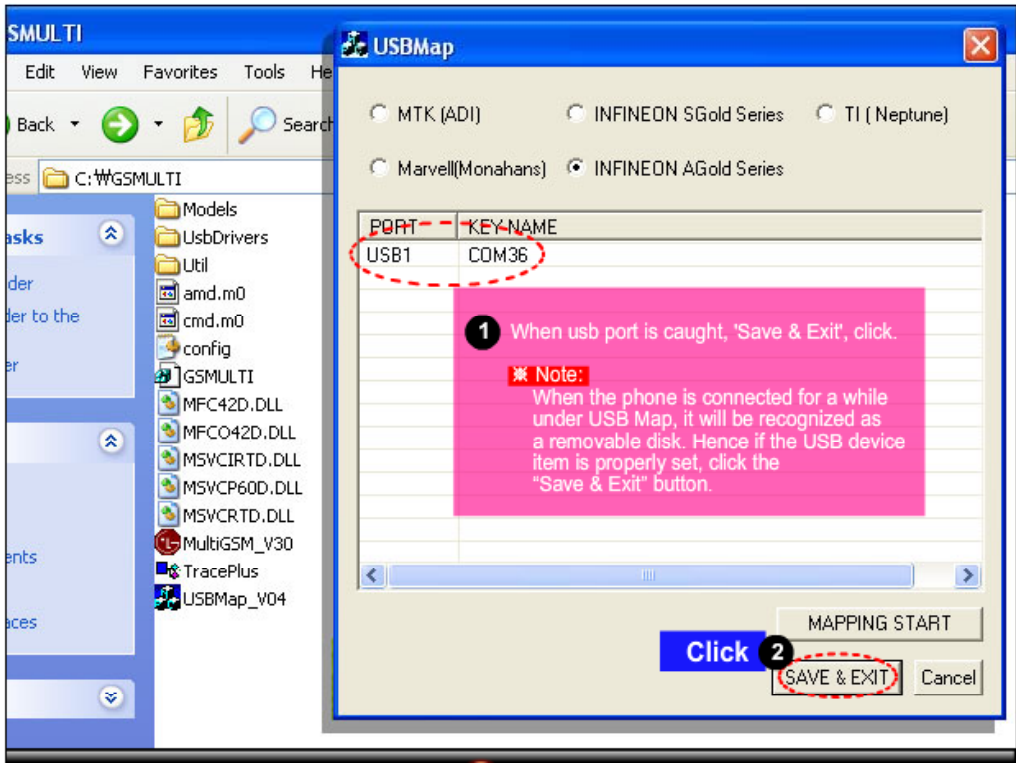 SMULTI
Edit View Favorites Tools He
Back Search
ess C:₩GSMULTI
asks
der
der to the
er
ents
aces
Models
UsbDrivers
Util
amd.m0
cmd.m0
config
GSMULTI
MFC42D.DLL
MFCO42D.DLL
MSVCIRTD.DLL
MSVCP60D.DLL
MSVCRTD.DLL
MultiGSM_V30
TracePlus
USBMap_V04
USBMap
MTK (ADI) INFINEON SGold Series TI ( Neptune)
Marvell(Monahans) INFINEON AGold Series
PORT KEY-NAME
USB1 COM36
1 When usb port is caught, 'Save & Exit', click.
※ Note:
When the phone is connected for a while
under USB Map, it will be recognized as
a removable disk. Hence if the USB device
item is properly set, click the
“Save & Exit” button.
MAPPING START
Click 2
SAVE & EXIT Cancel